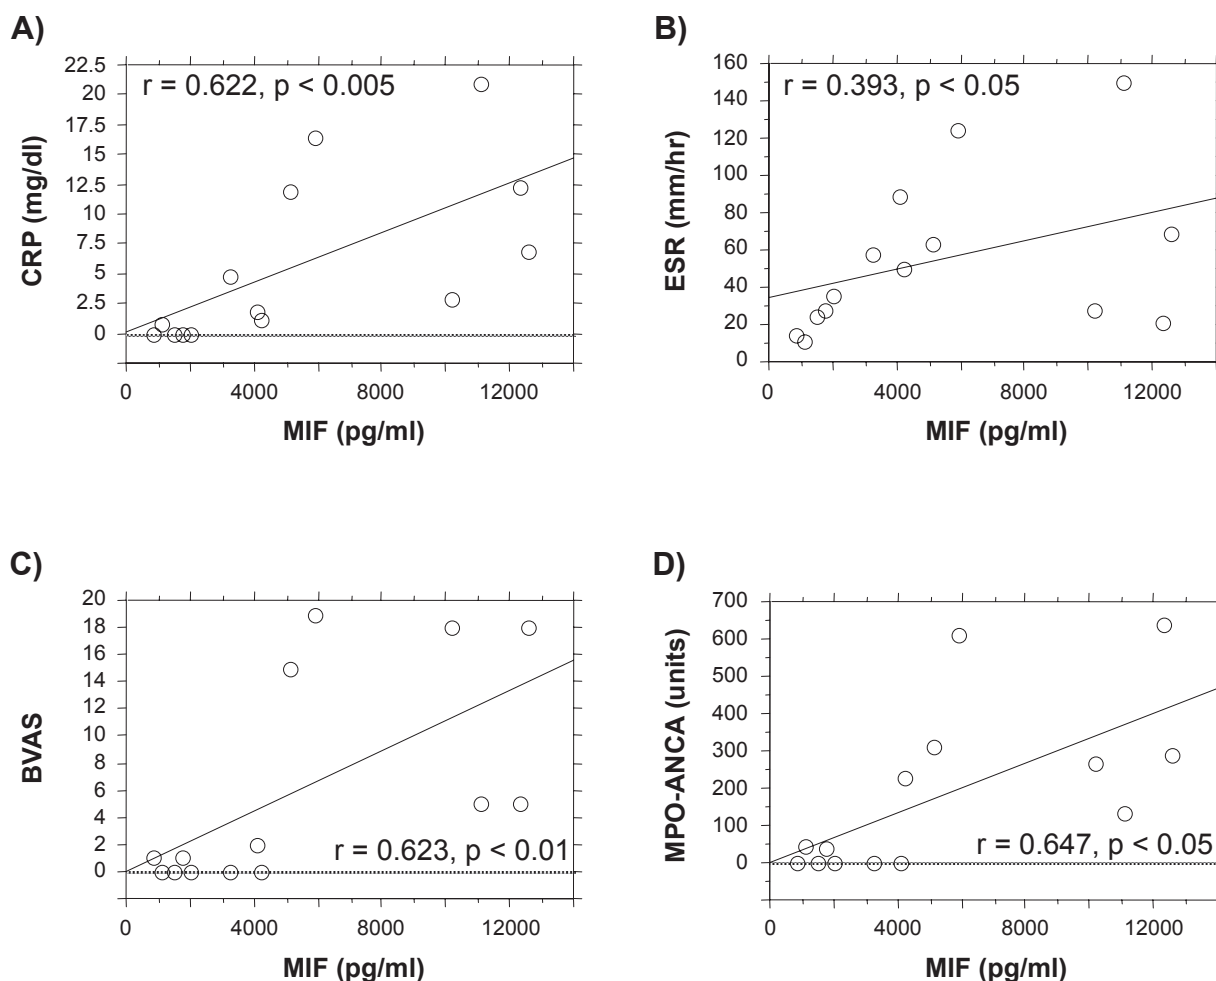 A)
22.5
20
17.5
15
12.5
10
7.5
5
2.5
0
CRP (mg/dl)
r = 0.622, p < 0.005
0 4000 8000 12000
MIF (pg/ml)
B)
160
140
120
100
80
60
40
20
0
ESR (mm/hr)
r = 0.393, p < 0.05
0 4000 8000 12000
MIF (pg/ml)
C)
20
18
16
14
12
10
8
6
4
2
0
BVAS
r = 0.623, p < 0.01
0 4000 8000 12000
MIF (pg/ml)
D)
700
600
500
400
300
200
100
0
MPO-ANCA (units)
r = 0.647, p < 0.05
0 4000 8000 12000
MIF (pg/ml)